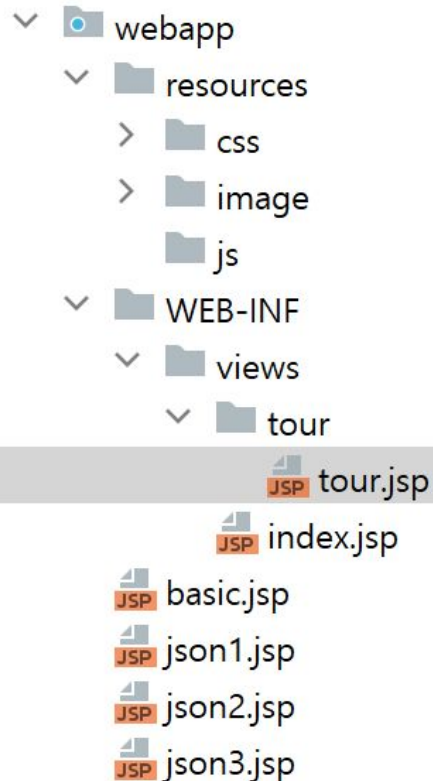 webapp
resources
css
image
js
WEB-INF
views
tour
JSP tour.jsp
JSP index.jsp
JSP basic.jsp
JSP json1.jsp
JSP json2.jsp
JSP json3.jsp